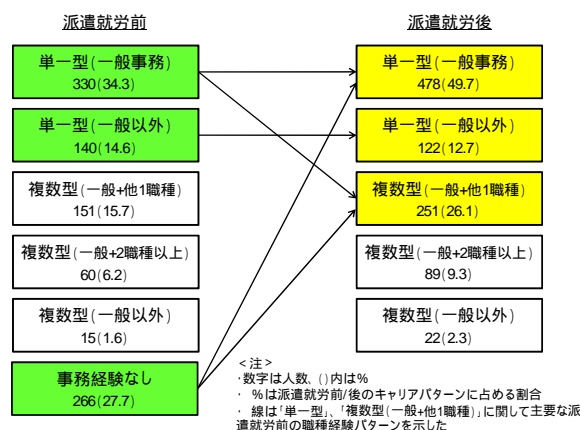 派遣就労前
派遣就労後
単一型(一般事務)
330(34.3)
単一型(一般事務)
478(49.7)
単一型(一般以外)
140(14.6)
単一型(一般以外)
122(12.7)
複数型(一般+他1職種)
151(15.7)
複数型(一般+他1職種)
251(26.1)
複数型(一般+2職種以上)
60(6.2)
複数型(一般+2職種以上)
89(9.3)
複数型(一般以外)
15(1.6)
複数型(一般以外)
22(2.3)
事務経験なし
266(27.7)
<注>
・数字は人数、()内は%
・ %は派遣就労前/後のキャリアパターンに占める割合
・ 線は「単一型」、「複数型(一般+他1職種)」に関して主要な派
遣就労前の職種経験パターンを示した